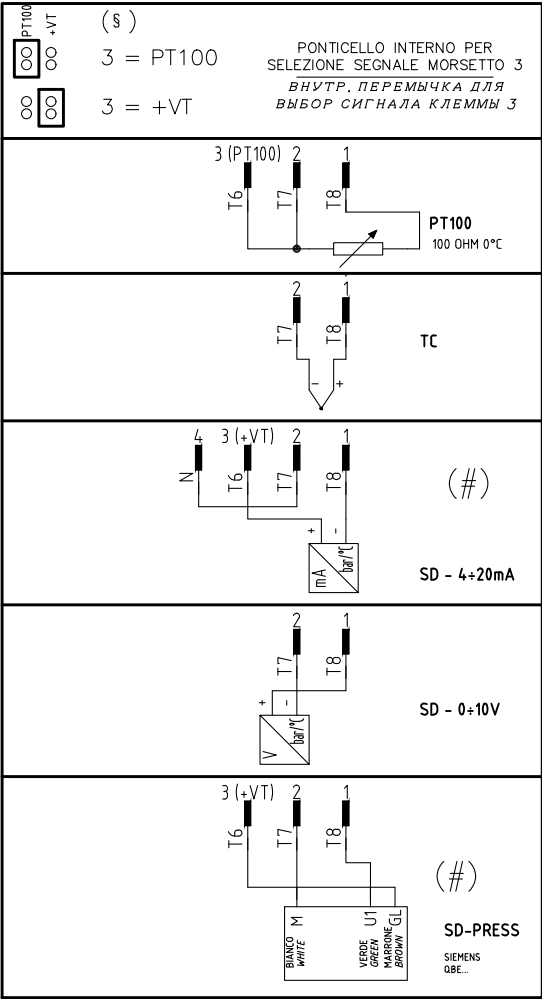 PT100
+VT
(§)
3 = PT100
3 = +VT
PONTICELLO INTERNO PER
SELEZIONE SEGNALE MORSETTO 3
ВНУТР. ПЕРЕМЫЧКА ДЛЯ
ВЫБОР СИГНАЛА КЛЕММЫ 3
3 (PT100) 2 1
T6 T7 T8
PT100
100 OHM 0°C
2 1
T7 T8
TC
- +
4 3 (+VT) 2 1
N T6 T7 T8
(#)
+ -
mA bar/°C
SD - 4÷20mA
2 1
T7 T8
+ -
V bar/°C
SD - 0÷10V
3 (+VT) 2 1
T6 T7 T8
(#)
M U1 GL
BIANCO
WHITE
VERDE
GREEN
MARRONE
BROWN
SD-PRESS
SIEMENS
QBE...